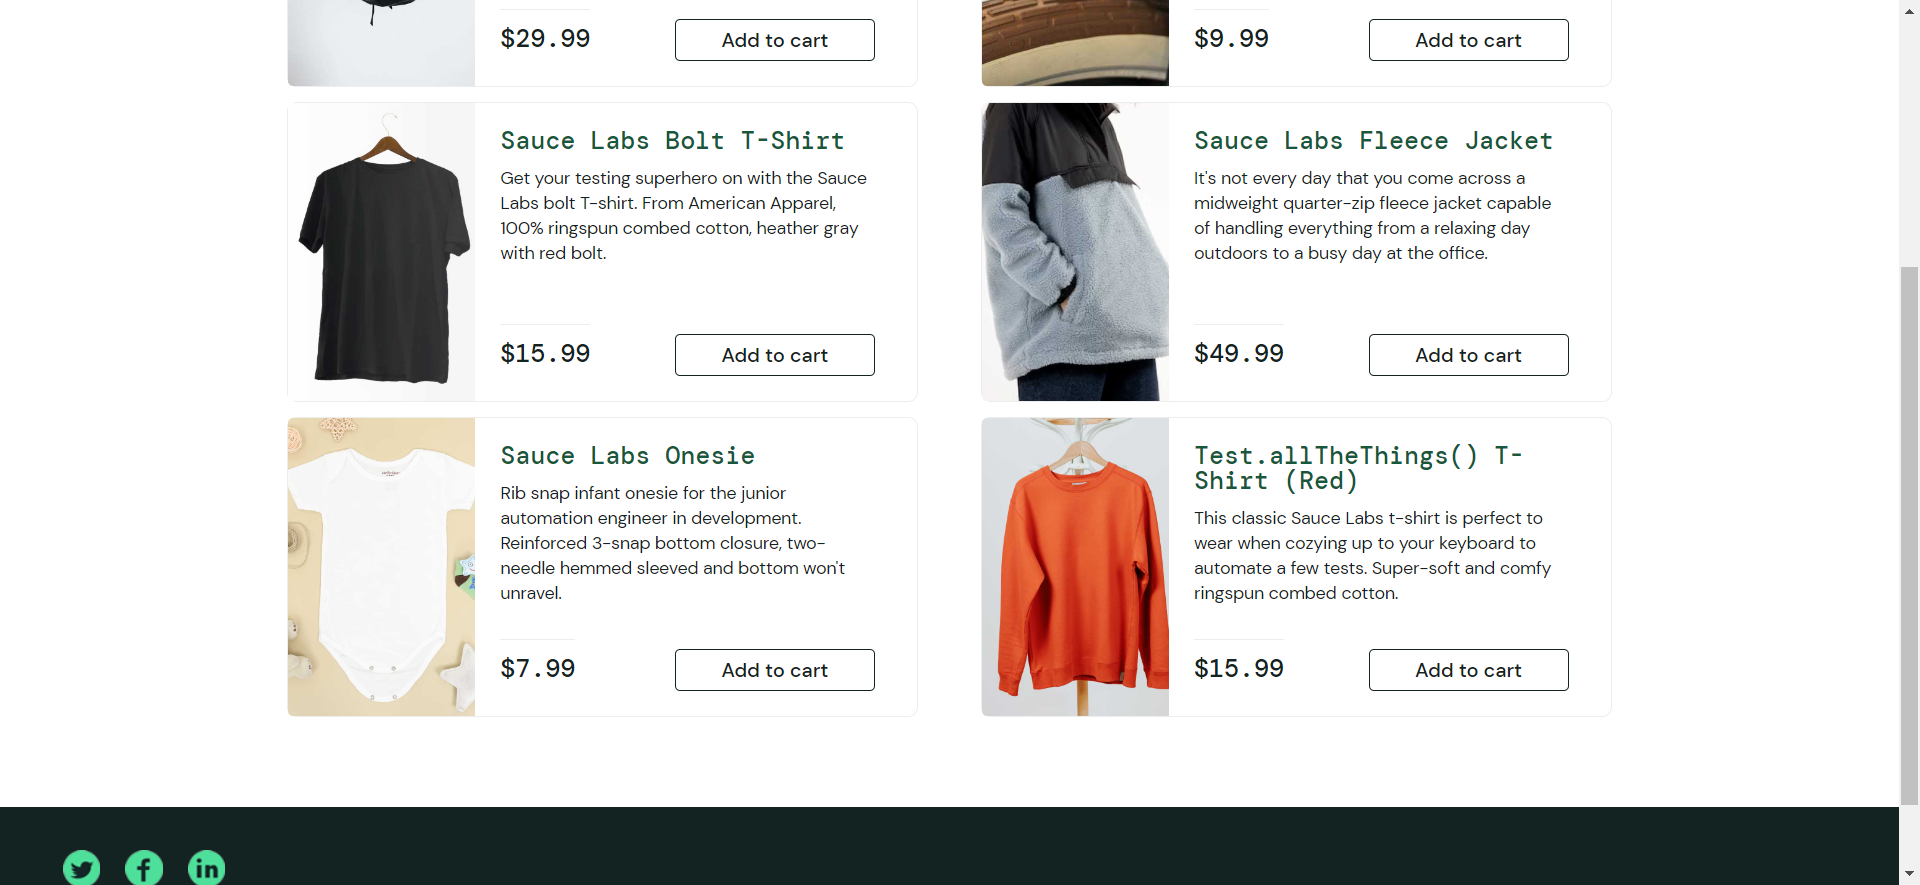 $29.99
Add to cart
$9.99
Add to cart
Sauce Labs Bolt T-Shirt
Get your testing superhero on with the Sauce
Labs bolt T-shirt. From American Apparel,
100% ringspun combed cotton, heather gray
with red bolt.
$15.99
Add to cart
Sauce Labs Fleece Jacket
It's not every day that you come across a
midweight quarter-zip fleece jacket capable
of handling everything from a relaxing day
outdoors to a busy day at the office.
$49.99
Add to cart
Sauce Labs Onesie
Rib snap infant onesie for the junior
automation engineer in development.
Reinforced 3-snap bottom closure, two-
needle hemmed sleeved and bottom won't
unravel.
$7.99
Add to cart
Test.allTheThings() T-
Shirt (Red)
This classic Sauce Labs t-shirt is perfect to
wear when cozying up to your keyboard to
automate a few tests. Super-soft and comfy
ringspun combed cotton.
$15.99
Add to cart